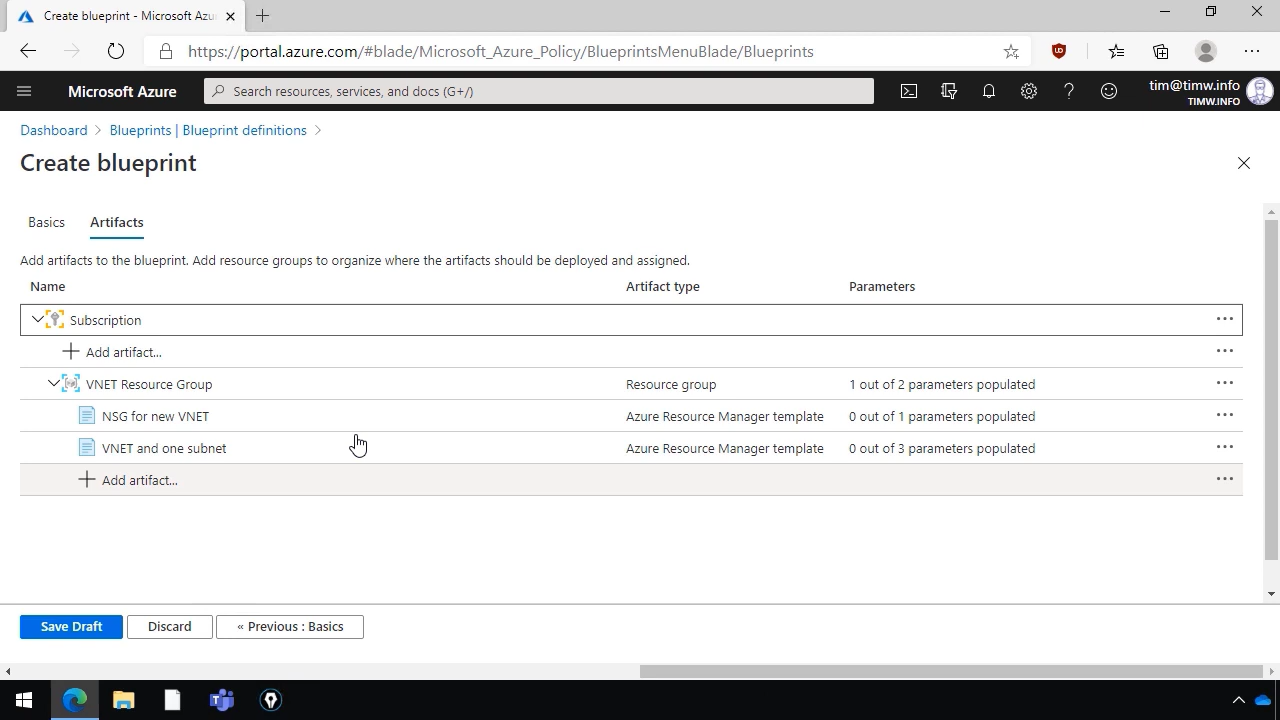 Create blueprint - Microsoft Azu
https://portal.azure.com/#blade/Microsoft_Azure_Policy/BlueprintsMenuBlade/Blueprints
Microsoft Azure
Search resources, services, and docs (G+/)
tim@timw.info
TIMW.INFO
Dashboard > Blueprints | Blueprint definitions >
Create blueprint
Basics Artifacts
Add artifacts to the blueprint. Add resource groups to organize where the artifacts should be deployed and assigned.
Name Artifact type Parameters
Subscription
Add artifact...
VNET Resource Group Resource group 1 out of 2 parameters populated
NSG for new VNET Azure Resource Manager template 0 out of 1 parameters populated
VNET and one subnet Azure Resource Manager template 0 out of 3 parameters populated
Add artifact...
Save Draft Discard « Previous : Basics